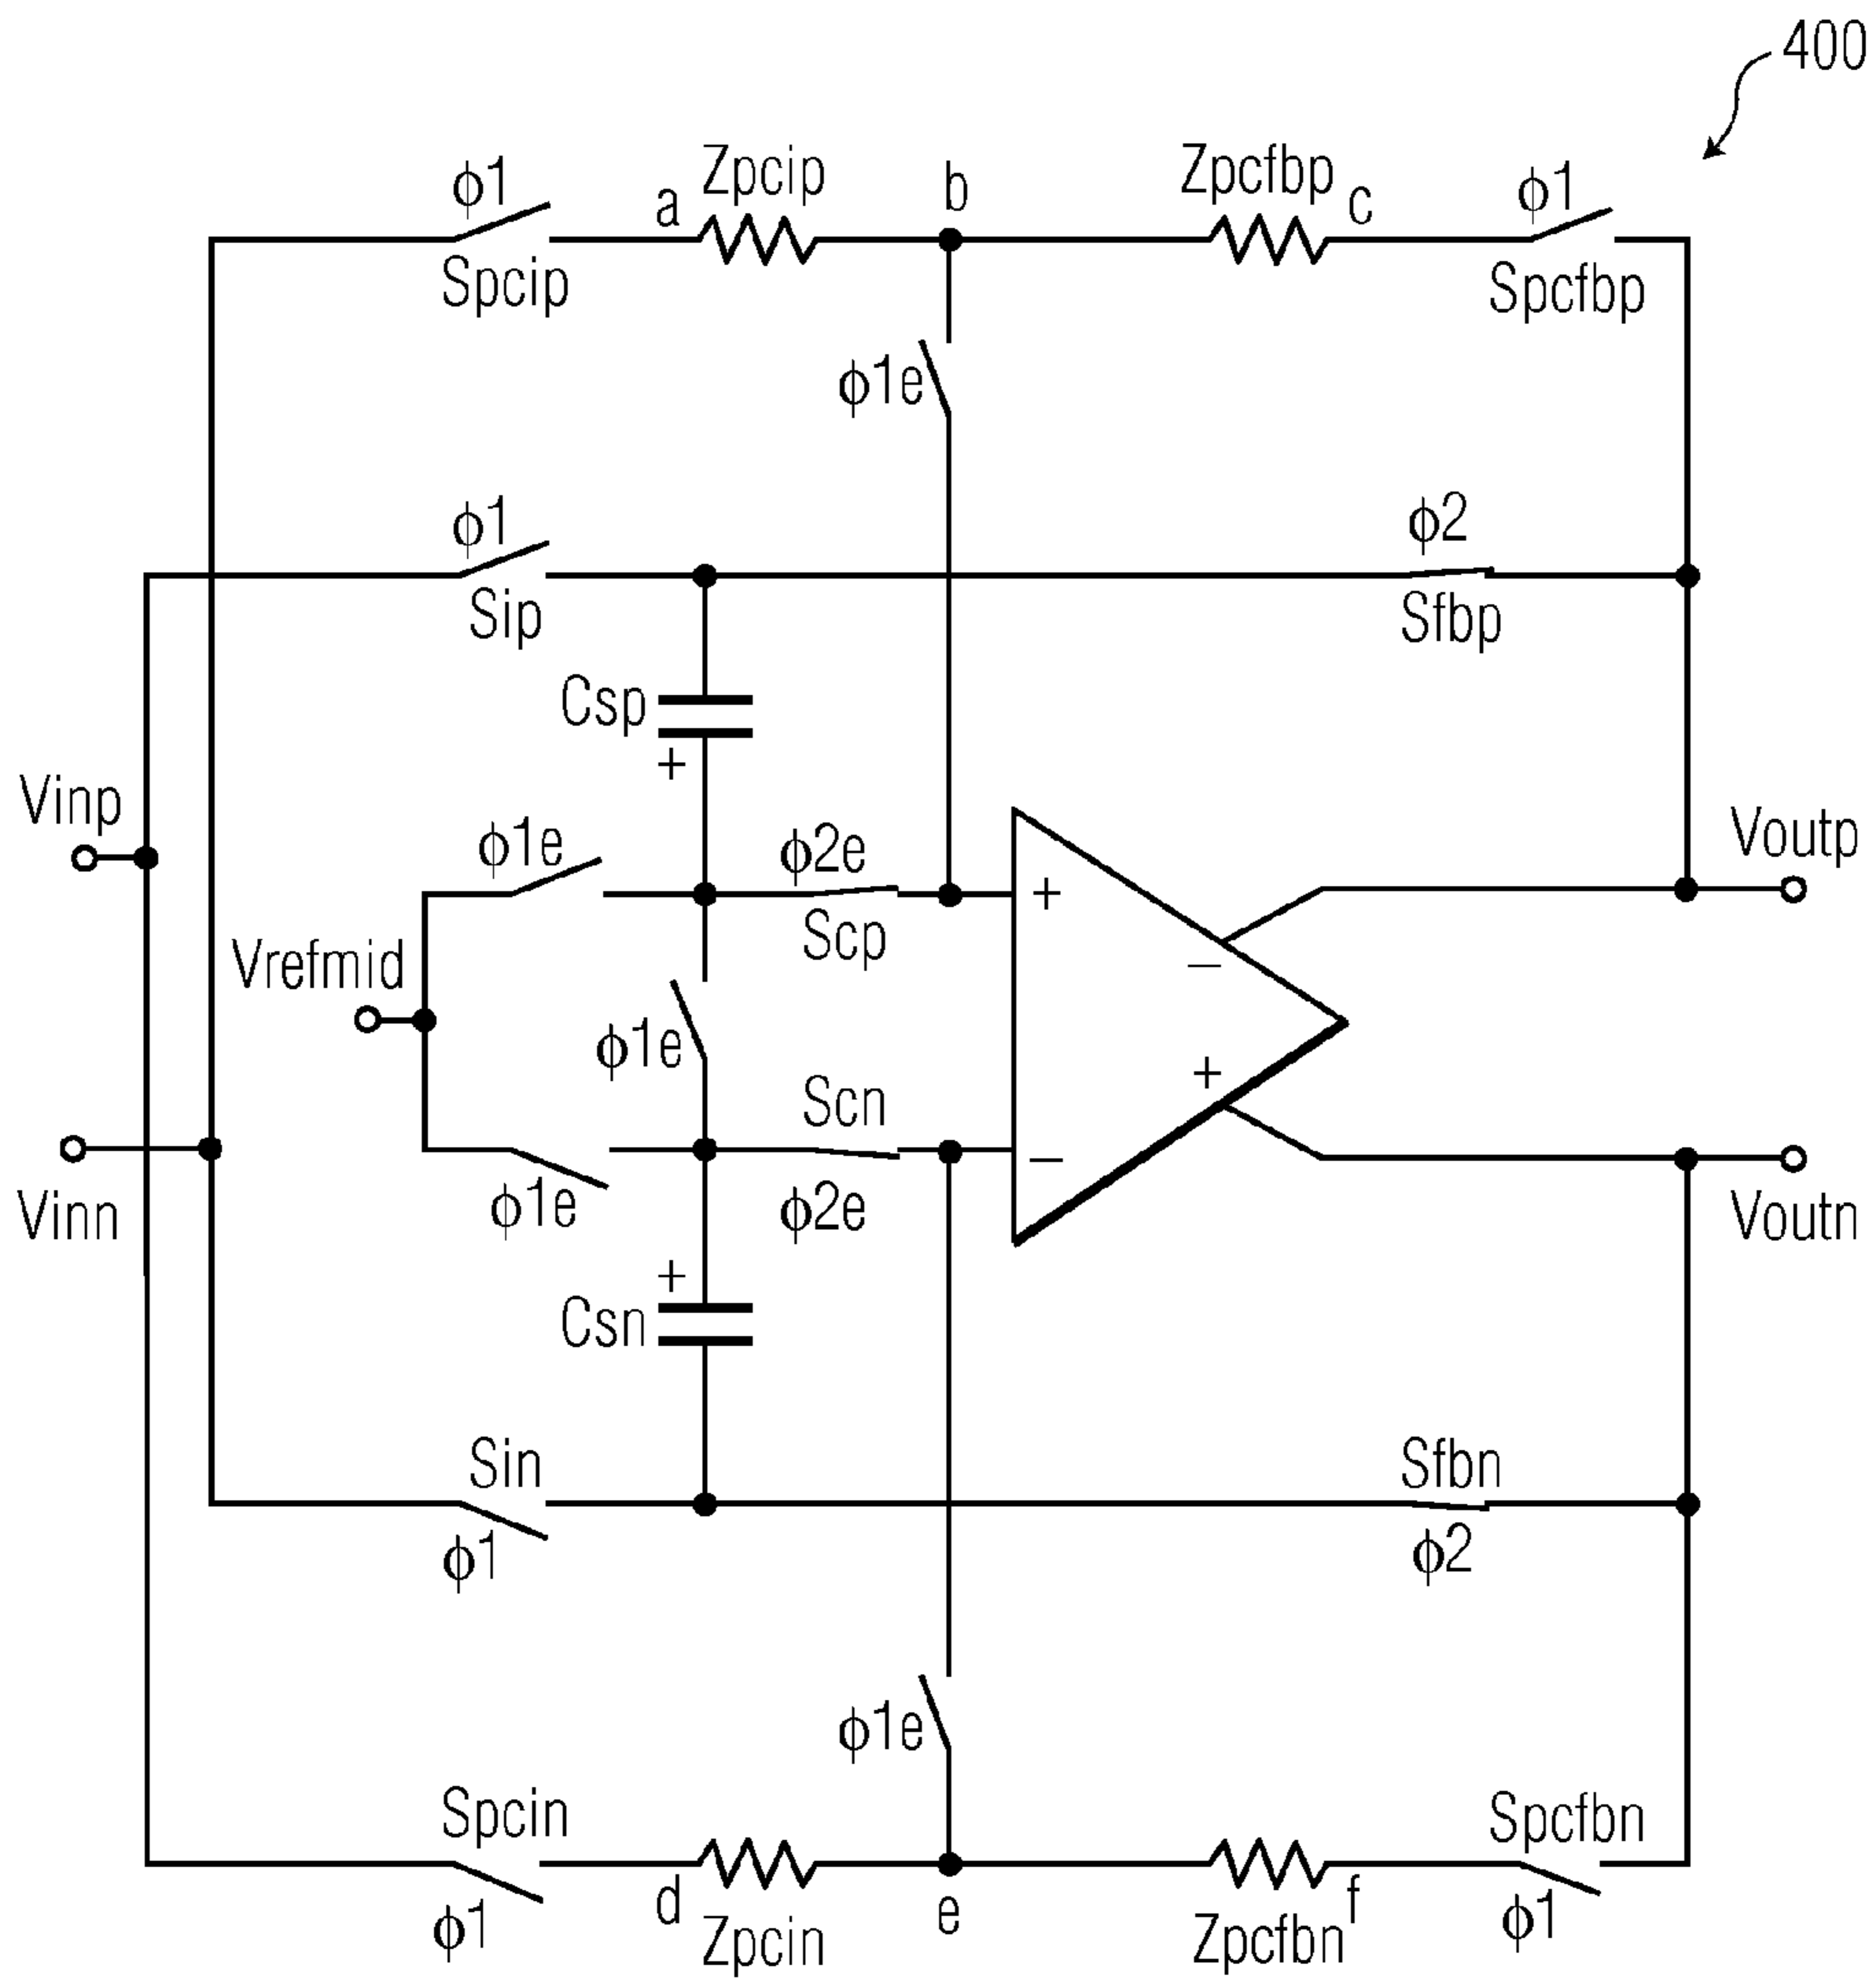 400
ϕ1 a Zpcip b Zpcfbp c ϕ1
Spcip Spcfbp
ϕ1e
ϕ1 ϕ2
Sip Sfbp
Csp
+
Vinp ϕ1e ϕ2e Voutp
+
Scp
Vrefmid −
ϕ1e +
Scn
−
Vinn ϕ1e ϕ2e Voutn
+
Csn
Sin Sfbn
ϕ1 ϕ2
ϕ1e
Spcin Spcfbn
ϕ1 d Zpcin e Zpcfbn f ϕ1